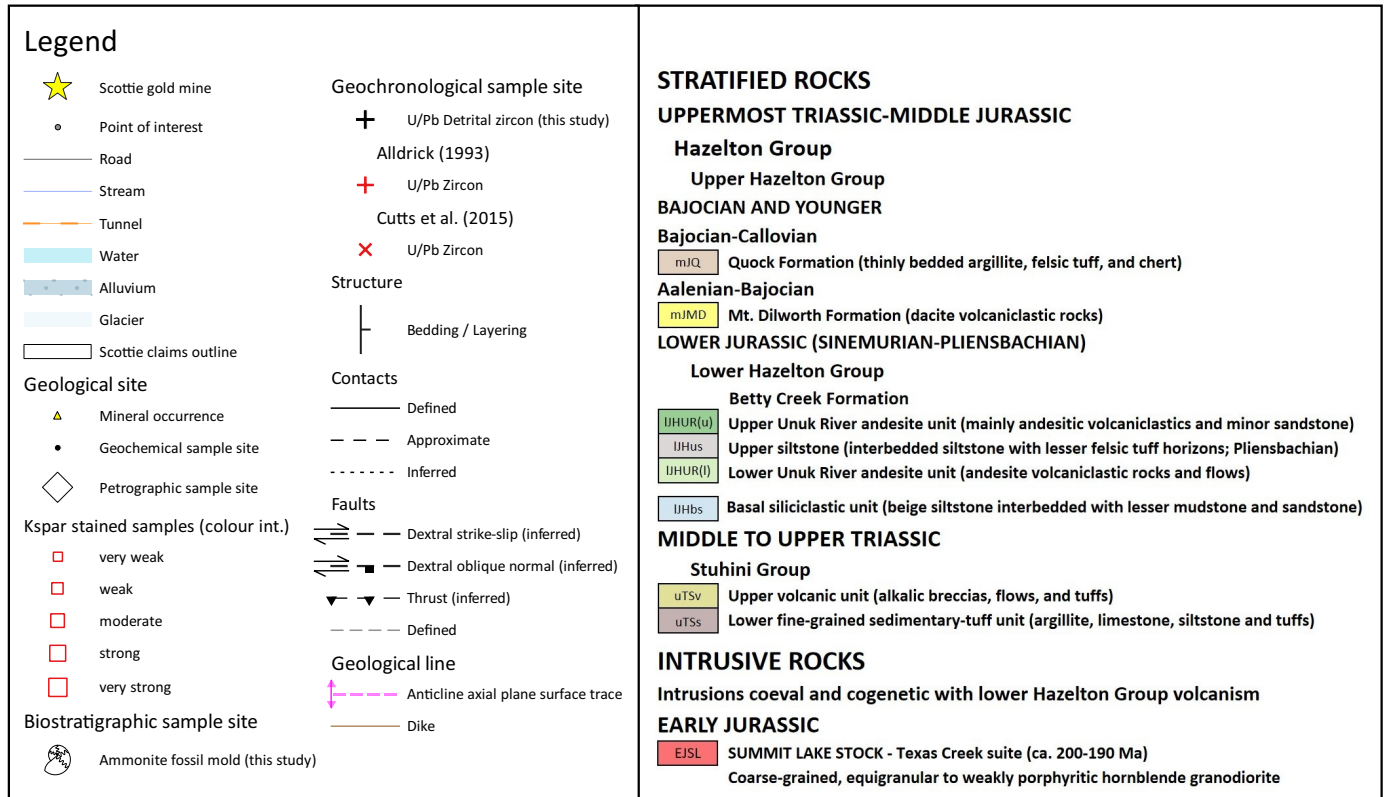 Legend
Scottie gold mine
Point of interest
Road
Stream
Tunnel
Water
Alluvium
Glacier
Scottie claims outline
Geological site
Mineral occurrence
Geochemical sample site
Petrographic sample site
Kspar stained samples (colour int.)
very weak
weak
moderate
strong
very strong
Biostratigraphic sample site
Ammonite fossil mold (this study)
Geochronological sample site
U/Pb Detrital zircon (this study)
Alldrick (1993)
U/Pb Zircon
Cutts et al. (2015)
U/Pb Zircon
Structure
Bedding / Layering
Contacts
Defined
Approximate
Inferred
Faults
Dextral strike-slip (inferred)
Dextral oblique normal (inferred)
Thrust (inferred)
Defined
Geological line
Anticline axial plane surface trace
Dike
STRATIFIED ROCKS
UPPERMOST TRIASSIC-MIDDLE JURASSIC
Hazelton Group
Upper Hazelton Group
BAJOCIAN AND YOUNGER
Bajocian-Callovian
mJQ Quock Formation (thinly bedded argillite, felsic tuff, and chert)
Aalenian-Bajocian
mJMD Mt. Dilworth Formation (dacite volcaniclastic rocks)
LOWER JURASSIC (SINEMURIAN-PLIENSBACHIAN)
Lower Hazelton Group
Betty Creek Formation
lJHUR(u) Upper Unuk River andesite unit (mainly andesitic volcaniclastics and minor sandstone)
lJHus Upper siltstone (interbedded siltstone with lesser felsic tuff horizons; Pliensbachian)
lJHUR(l) Lower Unuk River andesite unit (andesite volcaniclastic rocks and flows)
lJHbs Basal siliciclastic unit (beige siltstone interbedded with lesser mudstone and sandstone)
MIDDLE TO UPPER TRIASSIC
Stuhini Group
uTSv Upper volcanic unit (alkalic breccias, flows, and tuffs)
uTSs Lower fine-grained sedimentary-tuff unit (argillite, limestone, siltstone and tuffs)
INTRUSIVE ROCKS
Intrusions coeval and cogenetic with lower Hazelton Group volcanism
EARLY JURASSIC
EJSL SUMMIT LAKE STOCK - Texas Creek suite (ca. 200-190 Ma)
Coarse-grained, equigranular to weakly porphyritic hornblende granodiorite